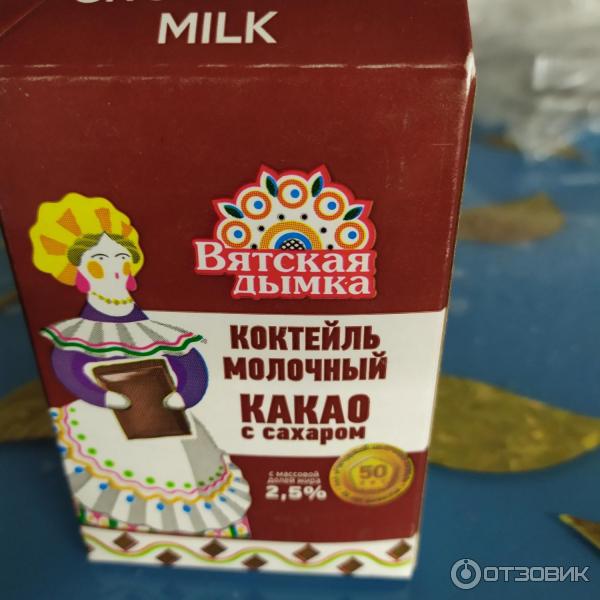 MILK
Вятская
дымка
КОКТЕЙЛЬ
МОЛОЧНЫЙ
КАКАО
с сахаром
с массовой
долей жира
2,5%
50
ОТЗОВИК